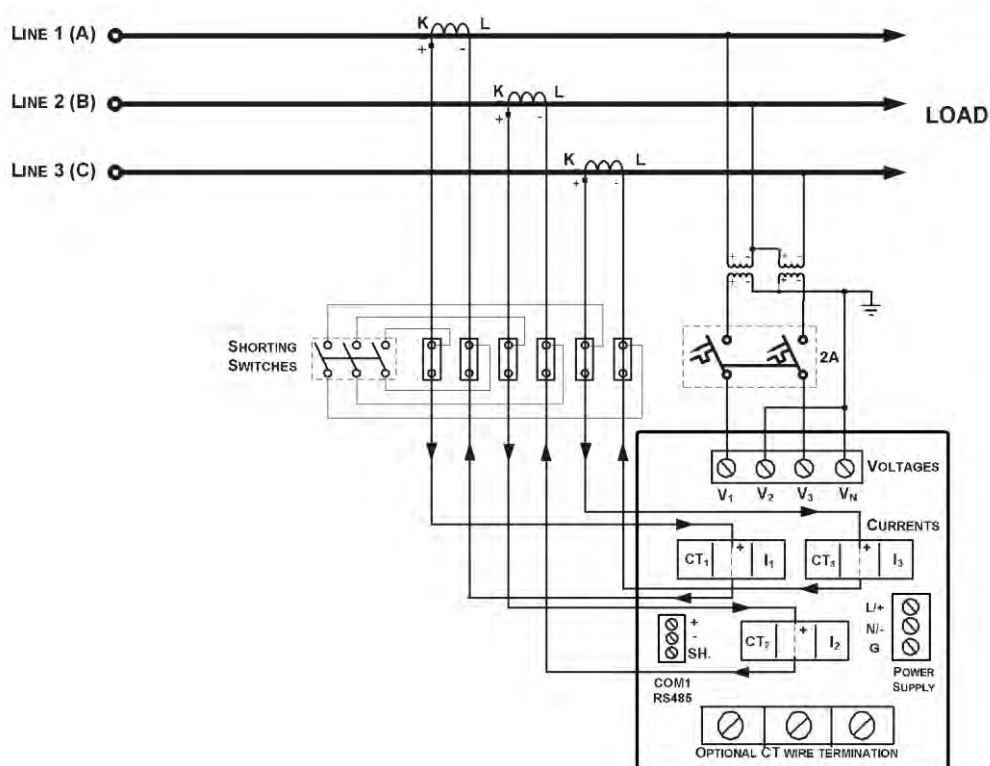 K L
LINE 1 (A)
+ -
K L
LINE 2 (B)
+ -
LOAD
K L
LINE 3 (C)
+ -
+ - + -
+ - + -
SHORTING
SWITCHES
2A
VOLTAGES
V1 V2 V3 VN
CURRENTS
CT1 + I1
CT3 + I3
L/+
N/-
G
POWER
SUPPLY
+
-
SH.
COM1
RS485
CT2 + I2
OPTIONAL CT WIRE TERMINATION